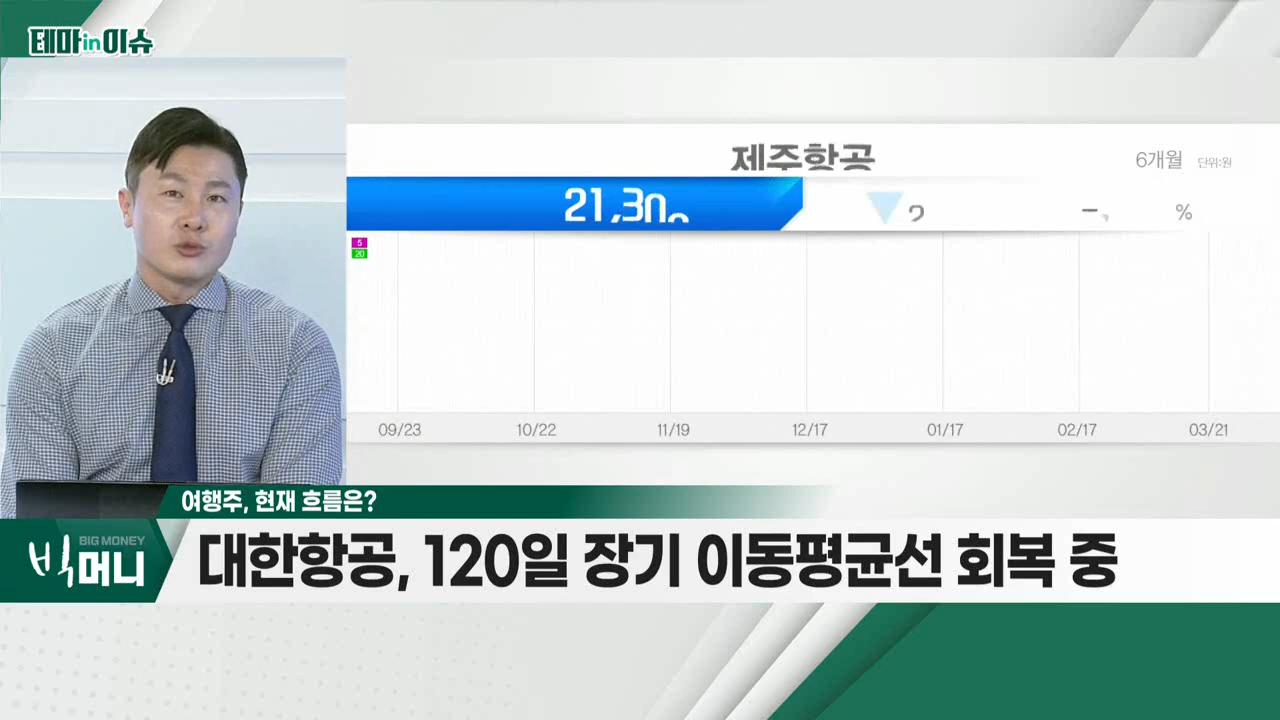 테마in이슈
제주항공
6개월 단위:원
%
5
20
09/23 10/22 11/19 12/17 01/17 02/17 03/21
여행주, 현재 흐름은?
BIG MONEY
빅머니
대한항공, 120일 장기 이동평균선 회복 중